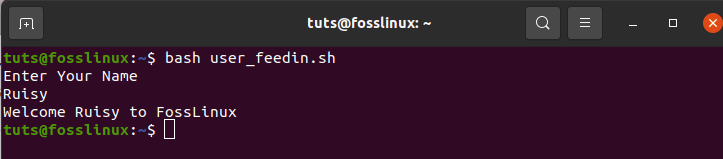 tuts@fosslinux: ~
tuts@fosslinux:~$ bash user_feedin.sh
Enter Your Name
Ruisy
Welcome Ruisy to FossLinux
tuts@fosslinux:~$